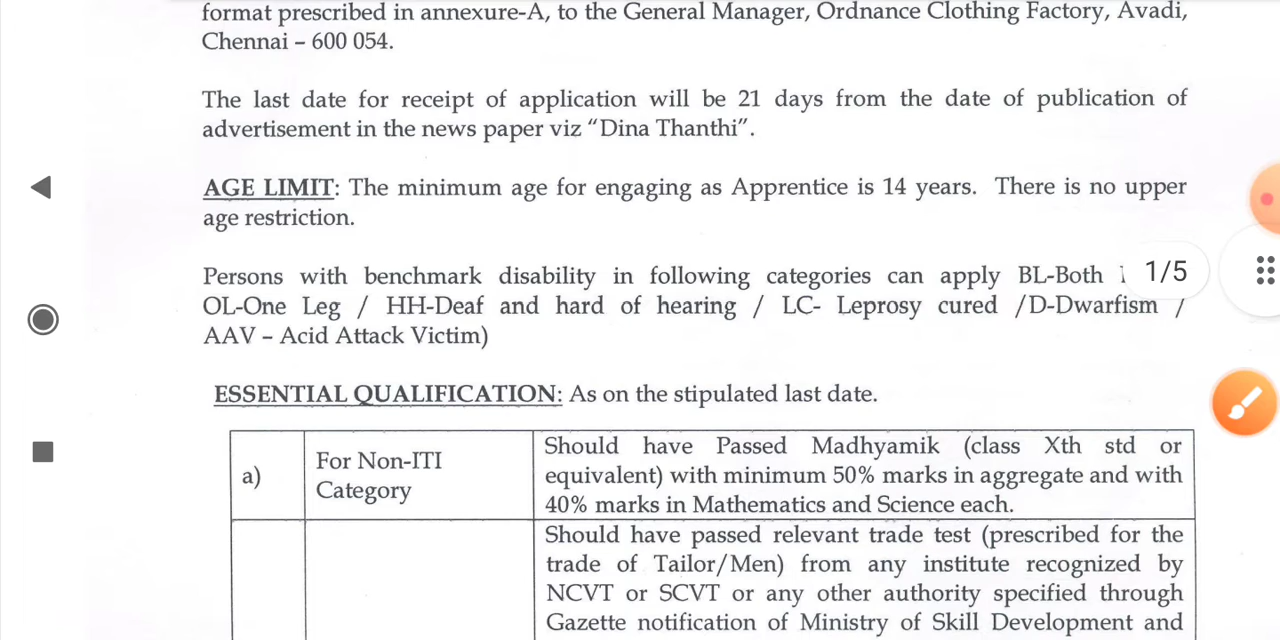 format prescribed in annexure-A, to the General Manager, Ordnance Clothing Factory, Avadi,
Chennai – 600 054.
The last date for receipt of application will be 21 days from the date of publication of
advertisement in the news paper viz “Dina Thanthi”.
AGE LIMIT: The minimum age for engaging as Apprentice is 14 years. There is no upper
age restriction.
Persons with benchmark disability in following categories can apply BL-Both
1/5
OL-One Leg / HH-Deaf and hard of hearing / LC- Leprosy cured /D-Dwarfism /
AAV – Acid Attack Victim)
ESSENTIAL QUALIFICATION: As on the stipulated last date.
a)
For Non-ITI
Category
Should have Passed Madhyamik (class Xth std or
equivalent) with minimum 50% marks in aggregate and with
40% marks in Mathematics and Science each.
Should have passed relevant trade test (prescribed for the
trade of Tailor/Men) from any institute recognized by
NCVT or SCVT or any other authority specified through
Gazette notification of Ministry of Skill Development and